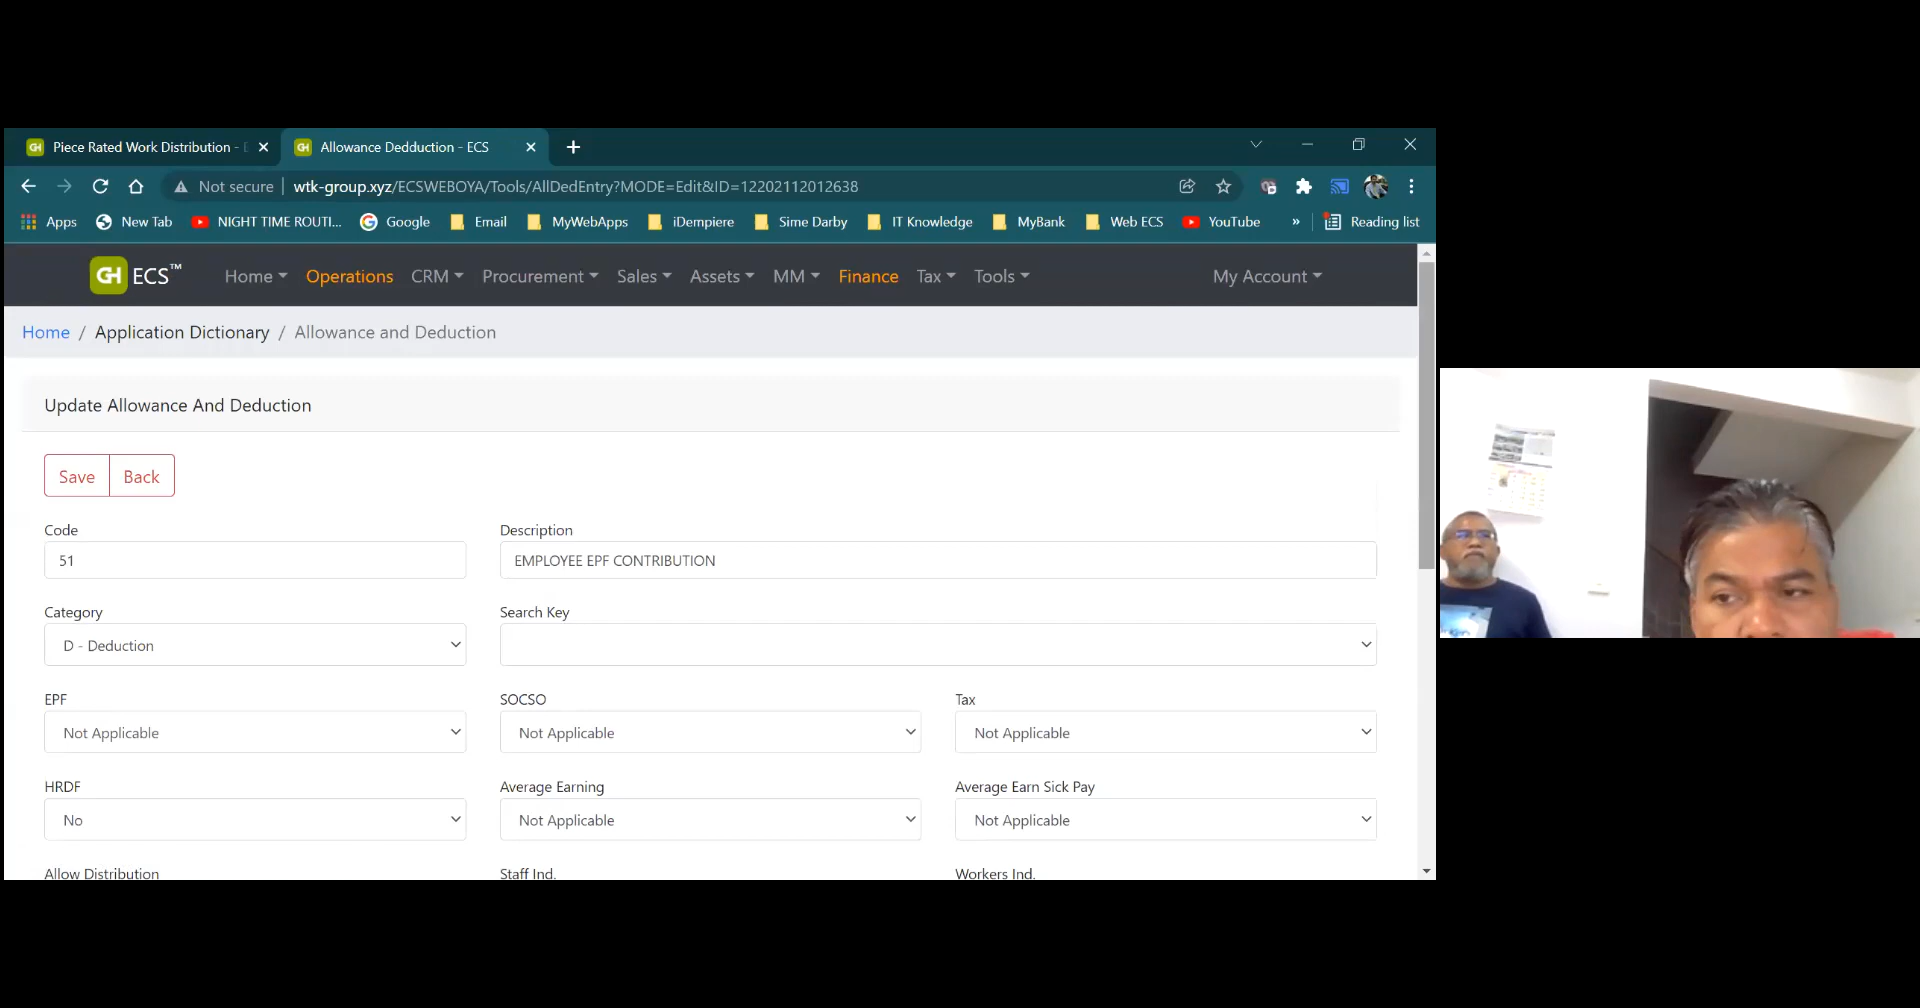 Piece Rated Work Distribution -
Allowance Dedduction - ECS
Not secure
wtk-group.xyz/ECSWEBOYA/Tools/AllDedEntry?MODE=Edit&ID=12202112012638
Apps New Tab NIGHT TIME ROUTI... Google Email MyWebApps iDempiere Sime Darby IT Knowledge MyBank Web ECS YouTube » Reading list
GH ECS™ Home Operations CRM Procurement Sales Assets MM Finance Tax Tools My Account
Home / Application Dictionary / Allowance and Deduction
Update Allowance And Deduction
Save Back
Code Description
51 EMPLOYEE EPF CONTRIBUTION
Category Search Key
D - Deduction
EPF SOCSO Tax
Not Applicable Not Applicable Not Applicable
HRDF Average Earning Average Earn Sick Pay
No Not Applicable Not Applicable
Allow Distribution Staff Ind. Workers Ind.